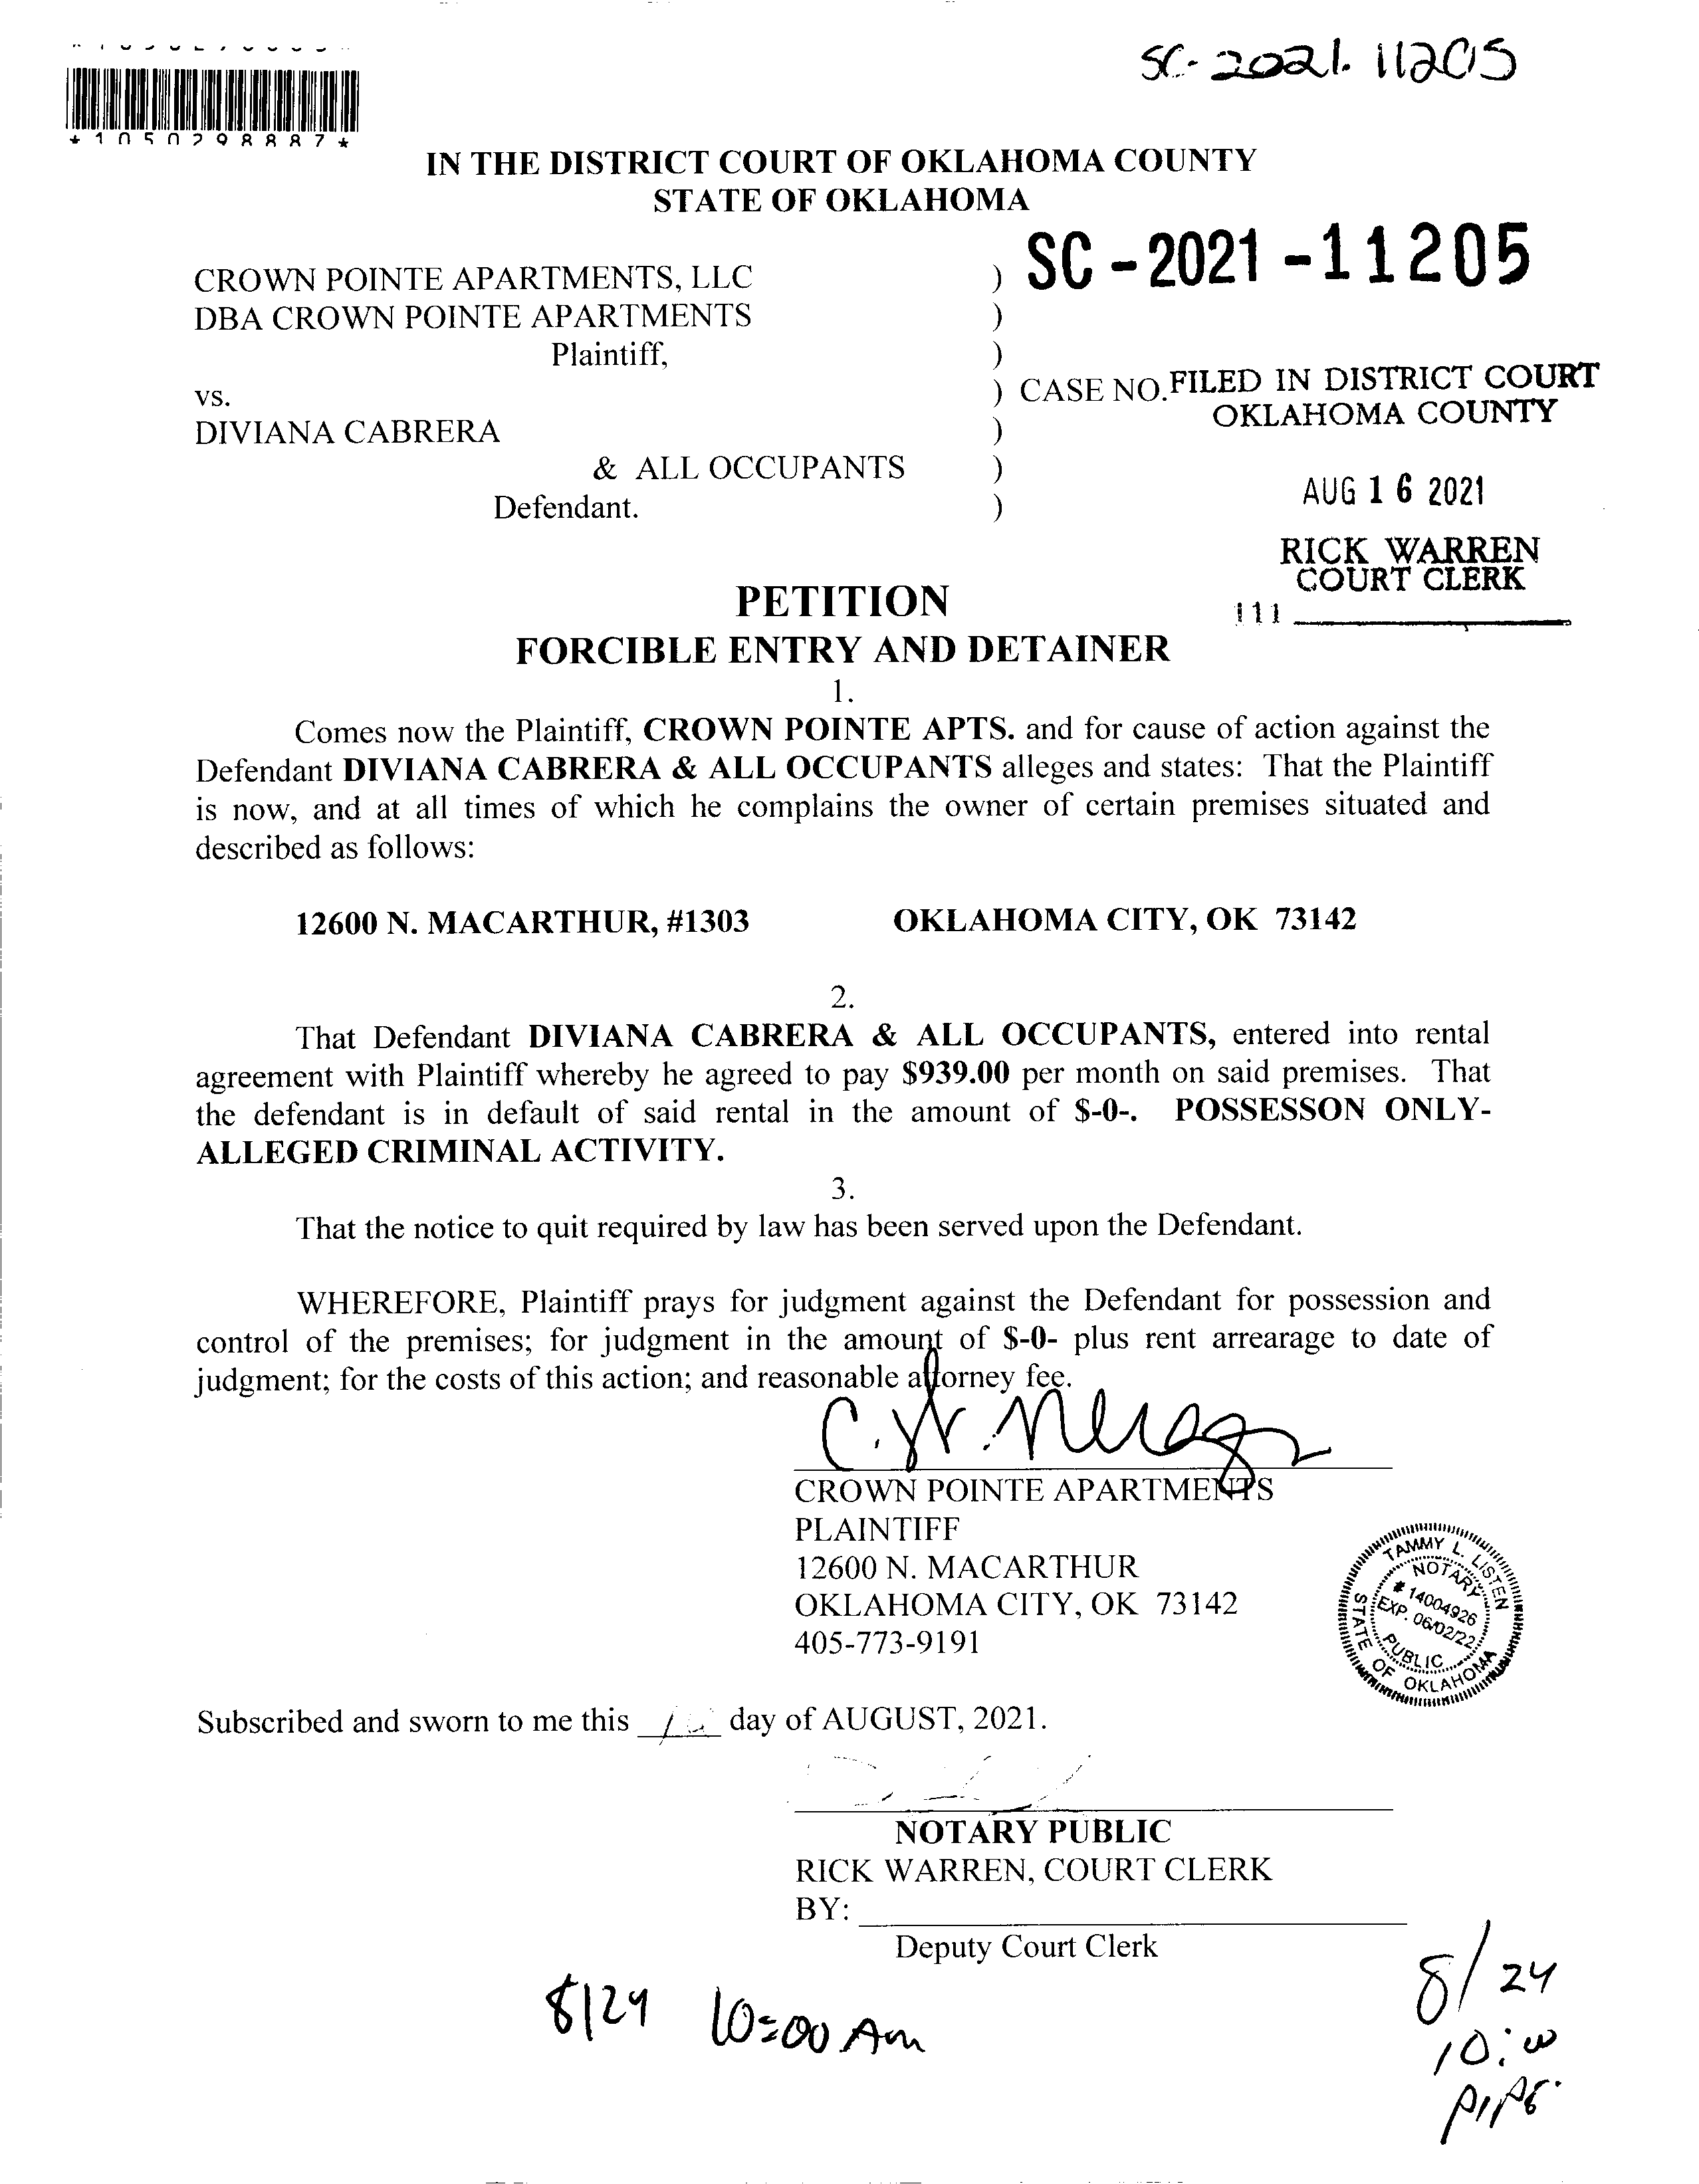 SC-2021-11205
*1050298887*
IN THE DISTRICT COURT OF OKLAHOMA COUNTY
STATE OF OKLAHOMA
CROWN POINTE APARTMENTS, LLC ) SC-2021-11205
DBA CROWN POINTE APARTMENTS )
Plaintiff, )
vs. ) CASE NO. FILED IN DISTRICT COURT
OKLAHOMA COUNTY
DIVIANA CABRERA )
& ALL OCCUPANTS )
AUG 16 2021
Defendant. )
RICK WARREN
COURT CLERK
111
PETITION
FORCIBLE ENTRY AND DETAINER
1.
Comes now the Plaintiff, CROWN POINTE APTS. and for cause of action against the
Defendant DIVIANA CABRERA & ALL OCCUPANTS alleges and states: That the Plaintiff
is now, and at all times of which he complains the owner of certain premises situated and
described as follows:
12600 N. MACARTHUR, #1303 OKLAHOMA CITY, OK 73142
2.
That Defendant DIVIANA CABRERA & ALL OCCUPANTS, entered into rental
agreement with Plaintiff whereby he agreed to pay $939.00 per month on said premises. That
the defendant is in default of said rental in the amount of $-0-. POSSESSON ONLY-
ALLEGED CRIMINAL ACTIVITY.
3.
That the notice to quit required by law has been served upon the Defendant.
WHEREFORE, Plaintiff prays for judgment against the Defendant for possession and
control of the premises; for judgment in the amount of $-0- plus rent arrearage to date of
judgment; for the costs of this action; and reasonable attorney fee.
CROWN POINTE APARTMENTS
PLAINTIFF
12600 N. MACARTHUR
OKLAHOMA CITY, OK 73142
405-773-9191
TAMMY L. LISTEN
NOTARY
# 14004926
EXP. 06/02/22
PUBLIC
STATE OF OKLAHOMA
Subscribed and sworn to me this day of AUGUST, 2021.
NOTARY PUBLIC
RICK WARREN, COURT CLERK
BY:
Deputy Court Clerk
8/24 10:00 Am
8/24
10:00